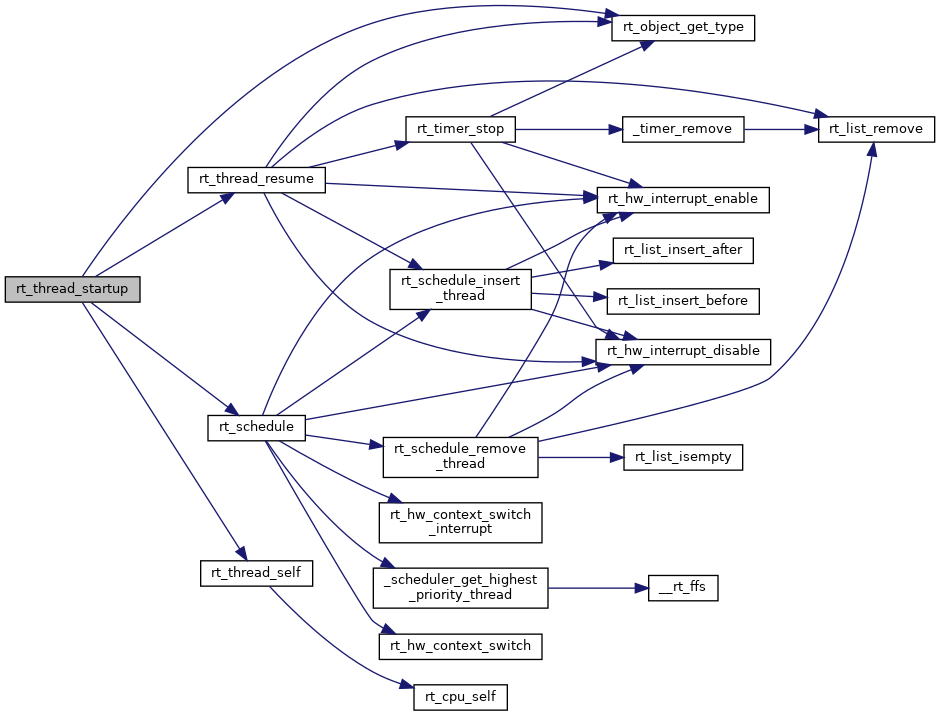 rt_object_get_type
rt_timer_stop
_timer_remove
rt_list_remove
rt_thread_resume
rt_hw_interrupt_enable
rt_list_insert_after
rt_thread_startup
rt_schedule_insert
_thread
rt_list_insert_before
rt_hw_interrupt_disable
rt_schedule
rt_schedule_remove
_thread
rt_list_isempty
rt_hw_context_switch
_interrupt
rt_thread_self
_scheduler_get_highest
_priority_thread
__rt_ffs
rt_hw_context_switch
rt_cpu_self